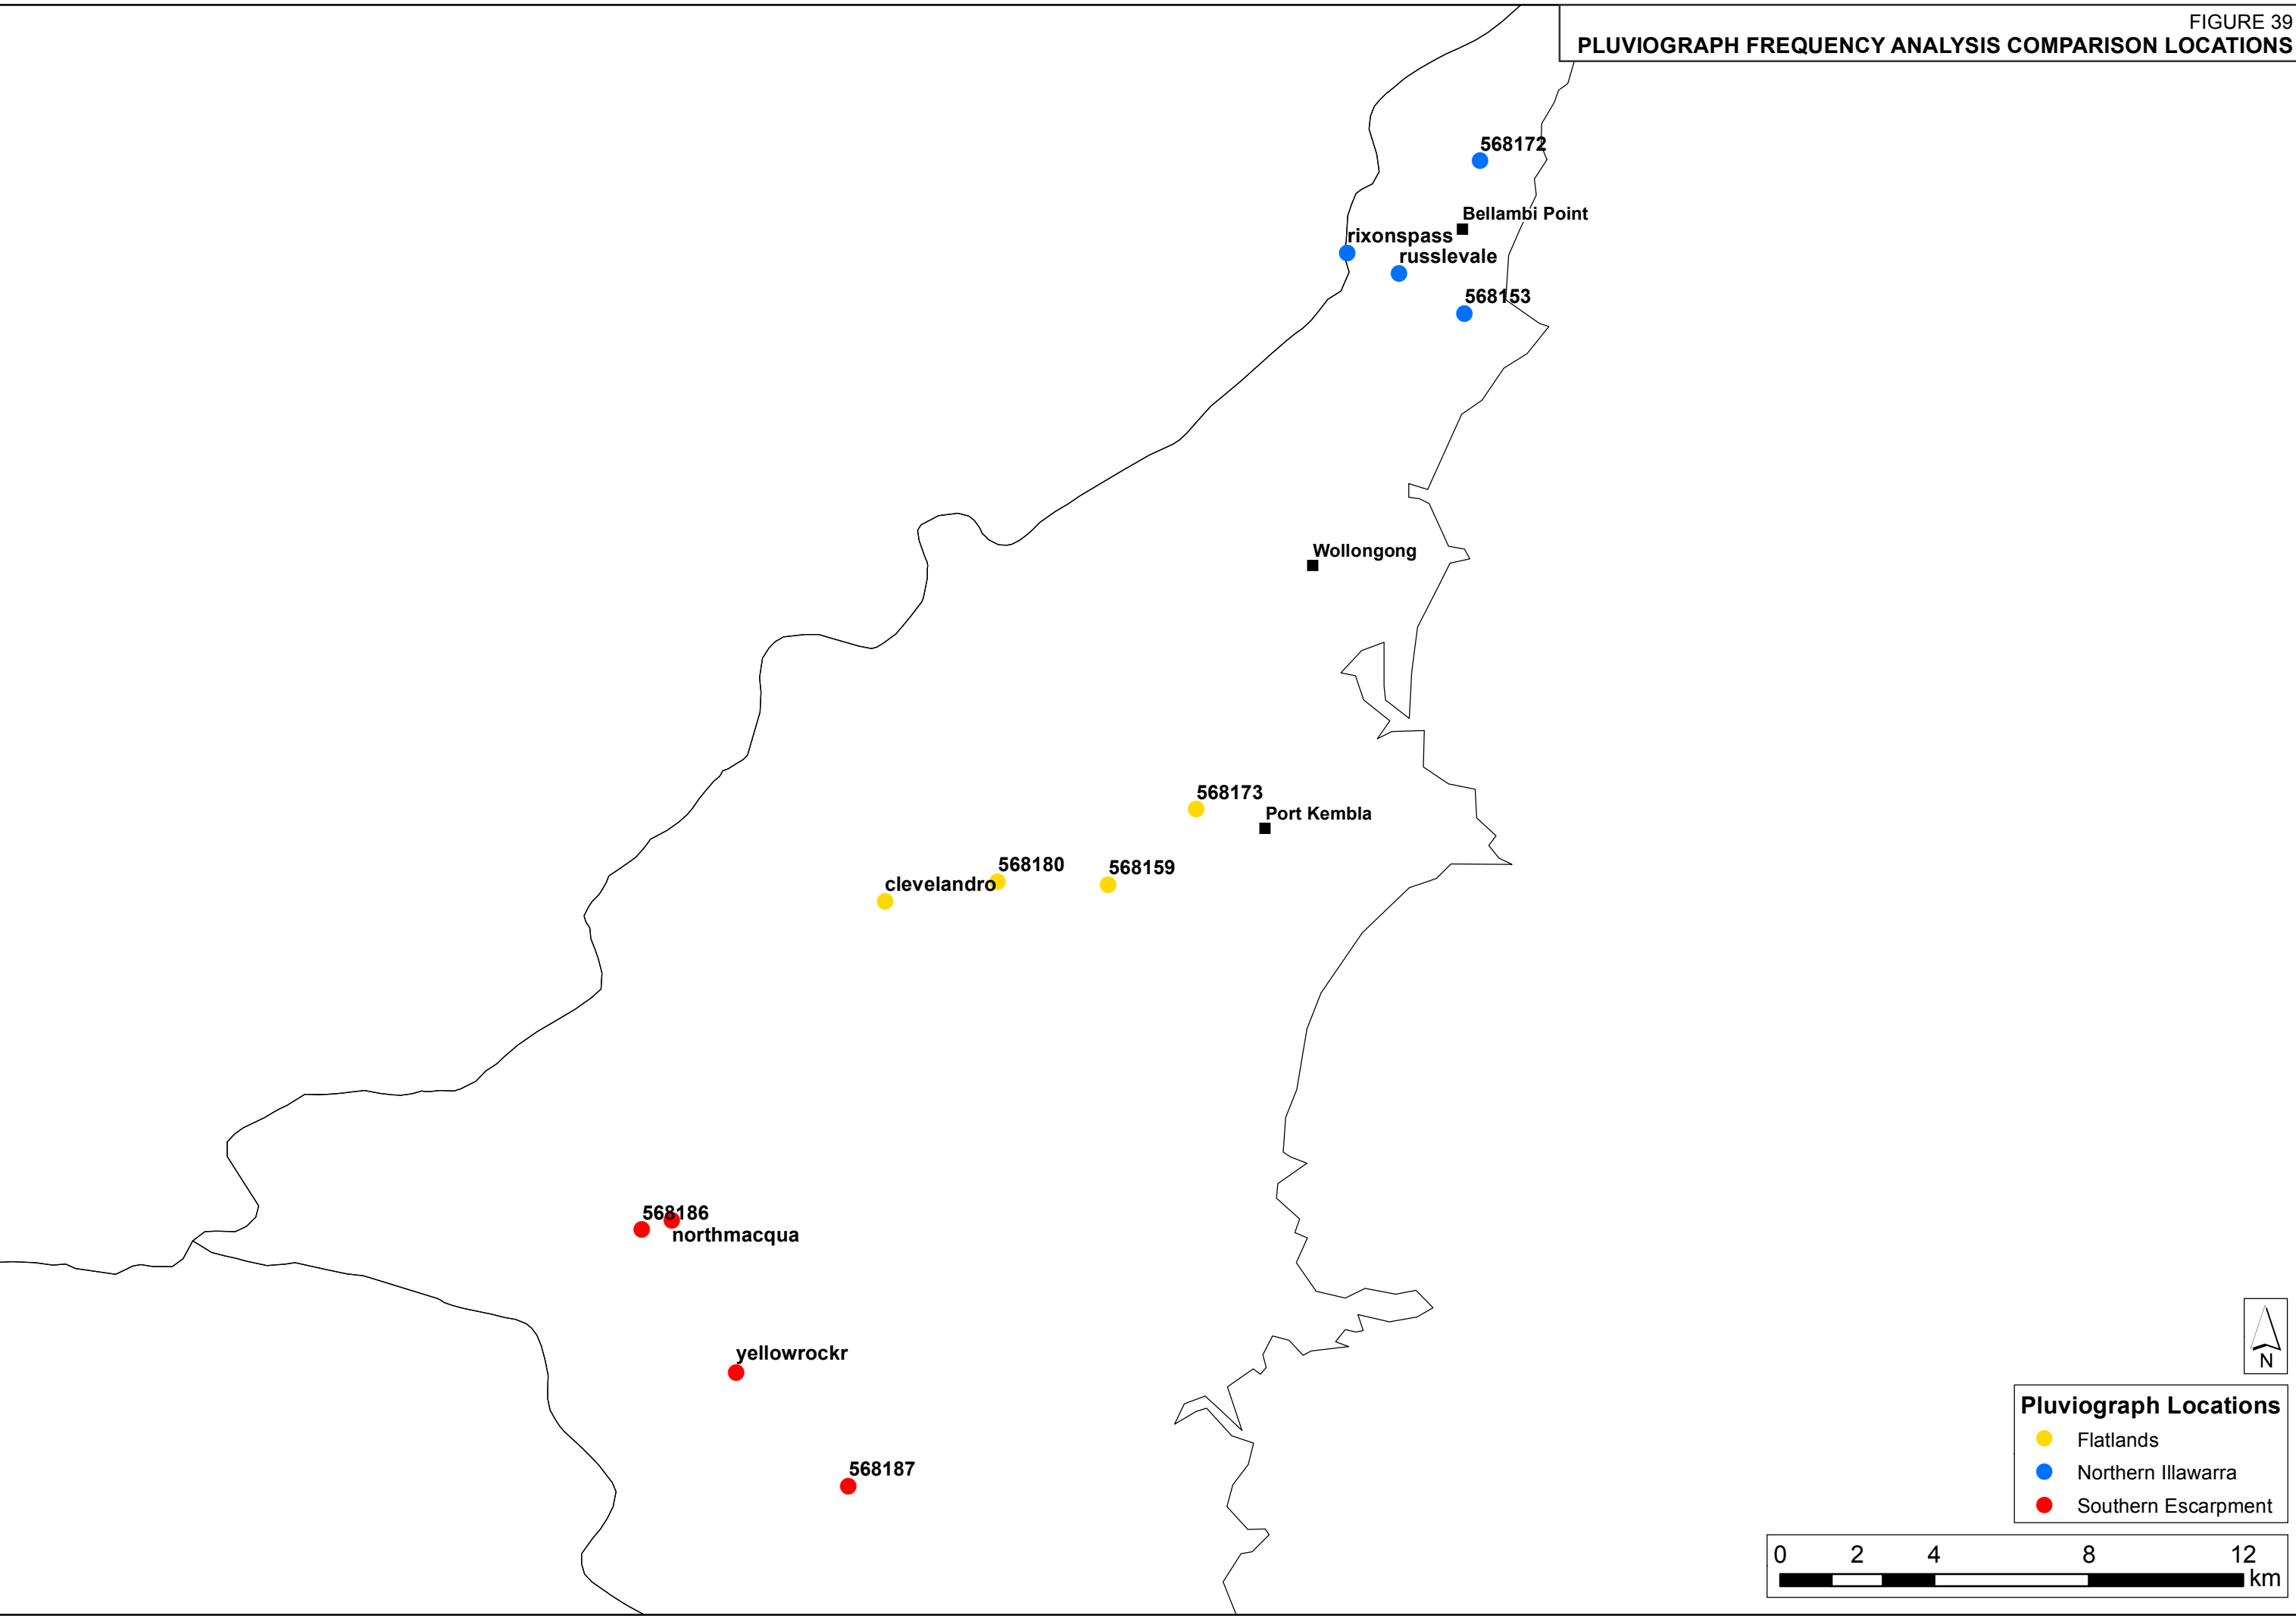 FIGURE 39
PLUVIOGRAPH FREQUENCY ANALYSIS COMPARISON LOCATIONS
568172
Bellambi Point
rixonspass
russlevale
568153
Wollongong
568173
Port Kembla
568180
568159
clevelandro
568186
northmacqua
yellowrockr
568187
N
Pluviograph Locations
Flatlands
Northern Illawarra
Southern Escarpment
0 2 4 8 12
km